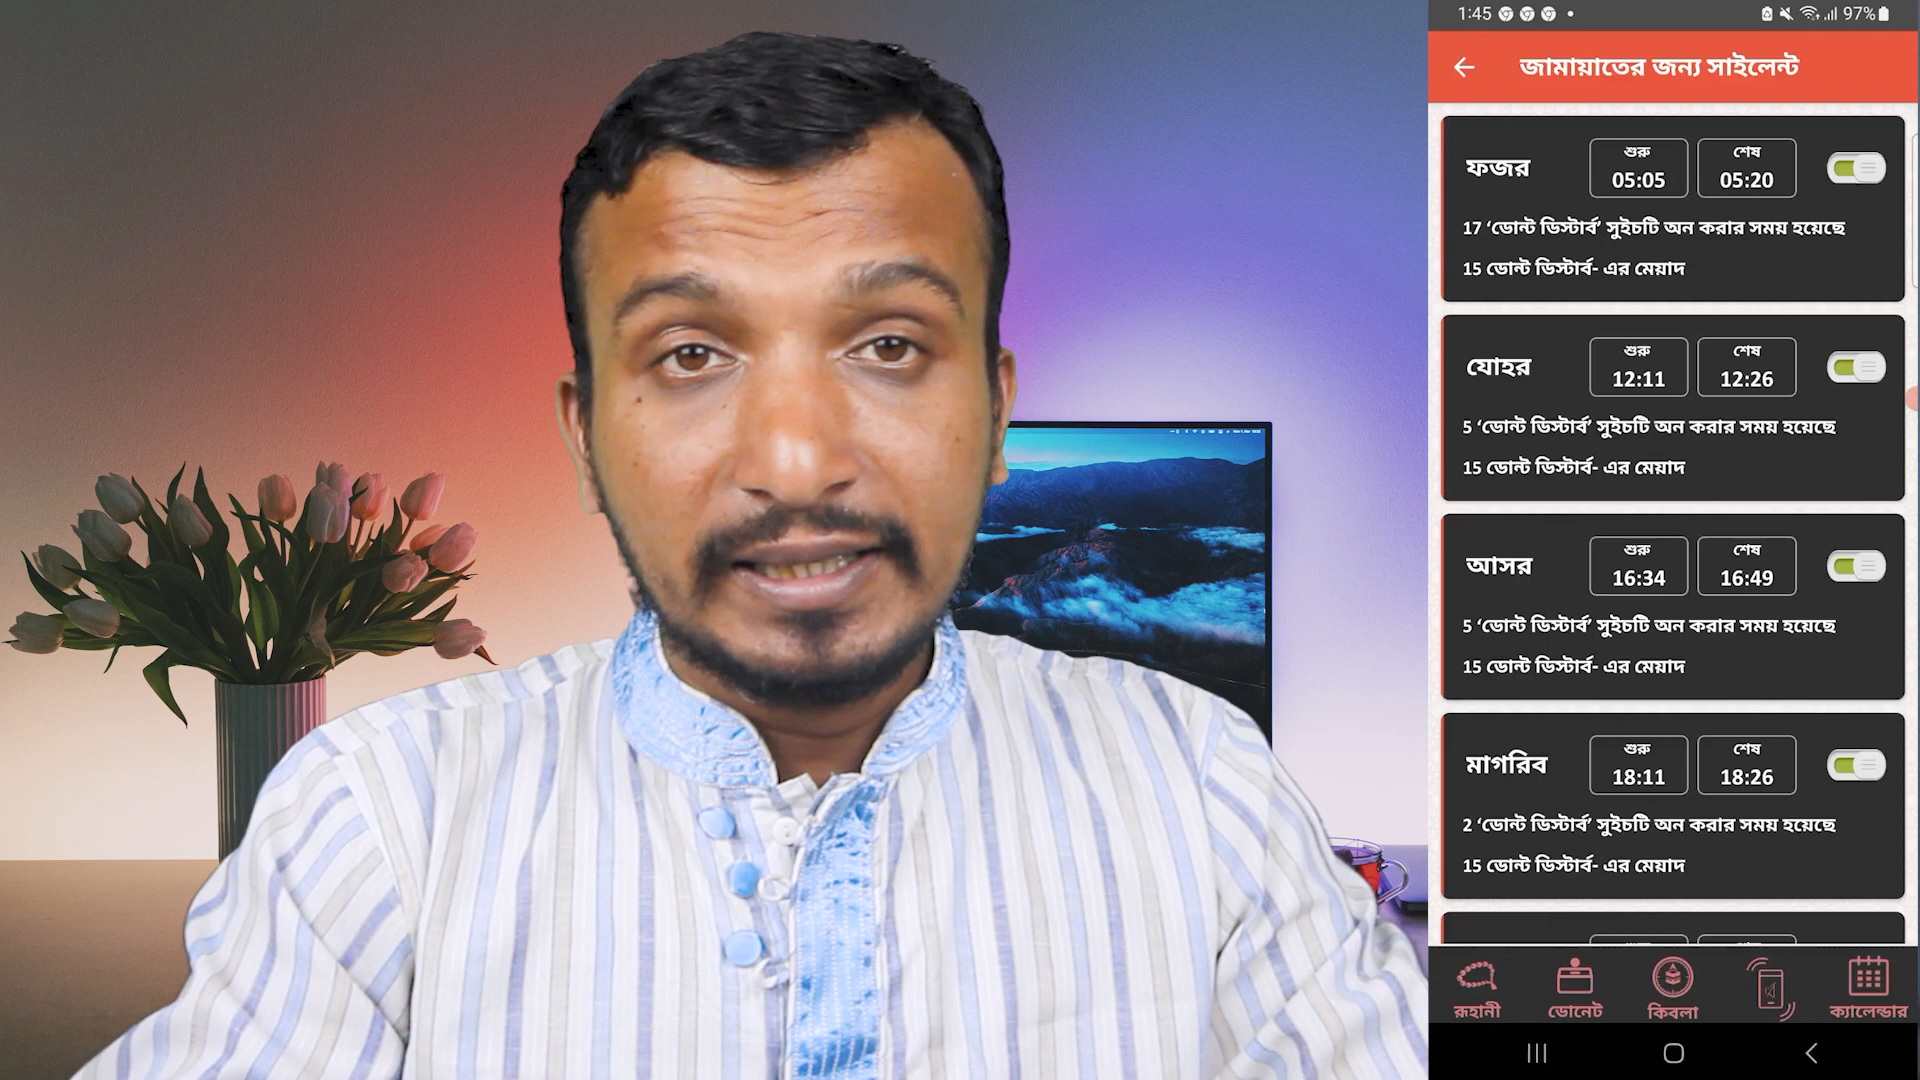 1:45
97%
জামায়াতের জন্য সাইলেন্ট
ফজর
শুরু
05:05
শেষ
05:20
17 ‘ডোন্ট ডিস্টার্ব’ সুইচটি অন করার সময় হয়েছে
15 ডোন্ট ডিস্টার্ব- এর মেয়াদ
যোহর
শুরু
12:11
শেষ
12:26
5 ‘ডোন্ট ডিস্টার্ব’ সুইচটি অন করার সময় হয়েছে
15 ডোন্ট ডিস্টার্ব- এর মেয়াদ
আসর
শুরু
16:34
শেষ
16:49
5 ‘ডোন্ট ডিস্টার্ব’ সুইচটি অন করার সময় হয়েছে
15 ডোন্ট ডিস্টার্ব- এর মেয়াদ
মাগরিব
শুরু
18:11
শেষ
18:26
2 ‘ডোন্ট ডিস্টার্ব’ সুইচটি অন করার সময় হয়েছে
15 ডোন্ট ডিস্টার্ব- এর মেয়াদ
রূহানী
ডোনেট
কিবলা
ক্যালেন্ডার